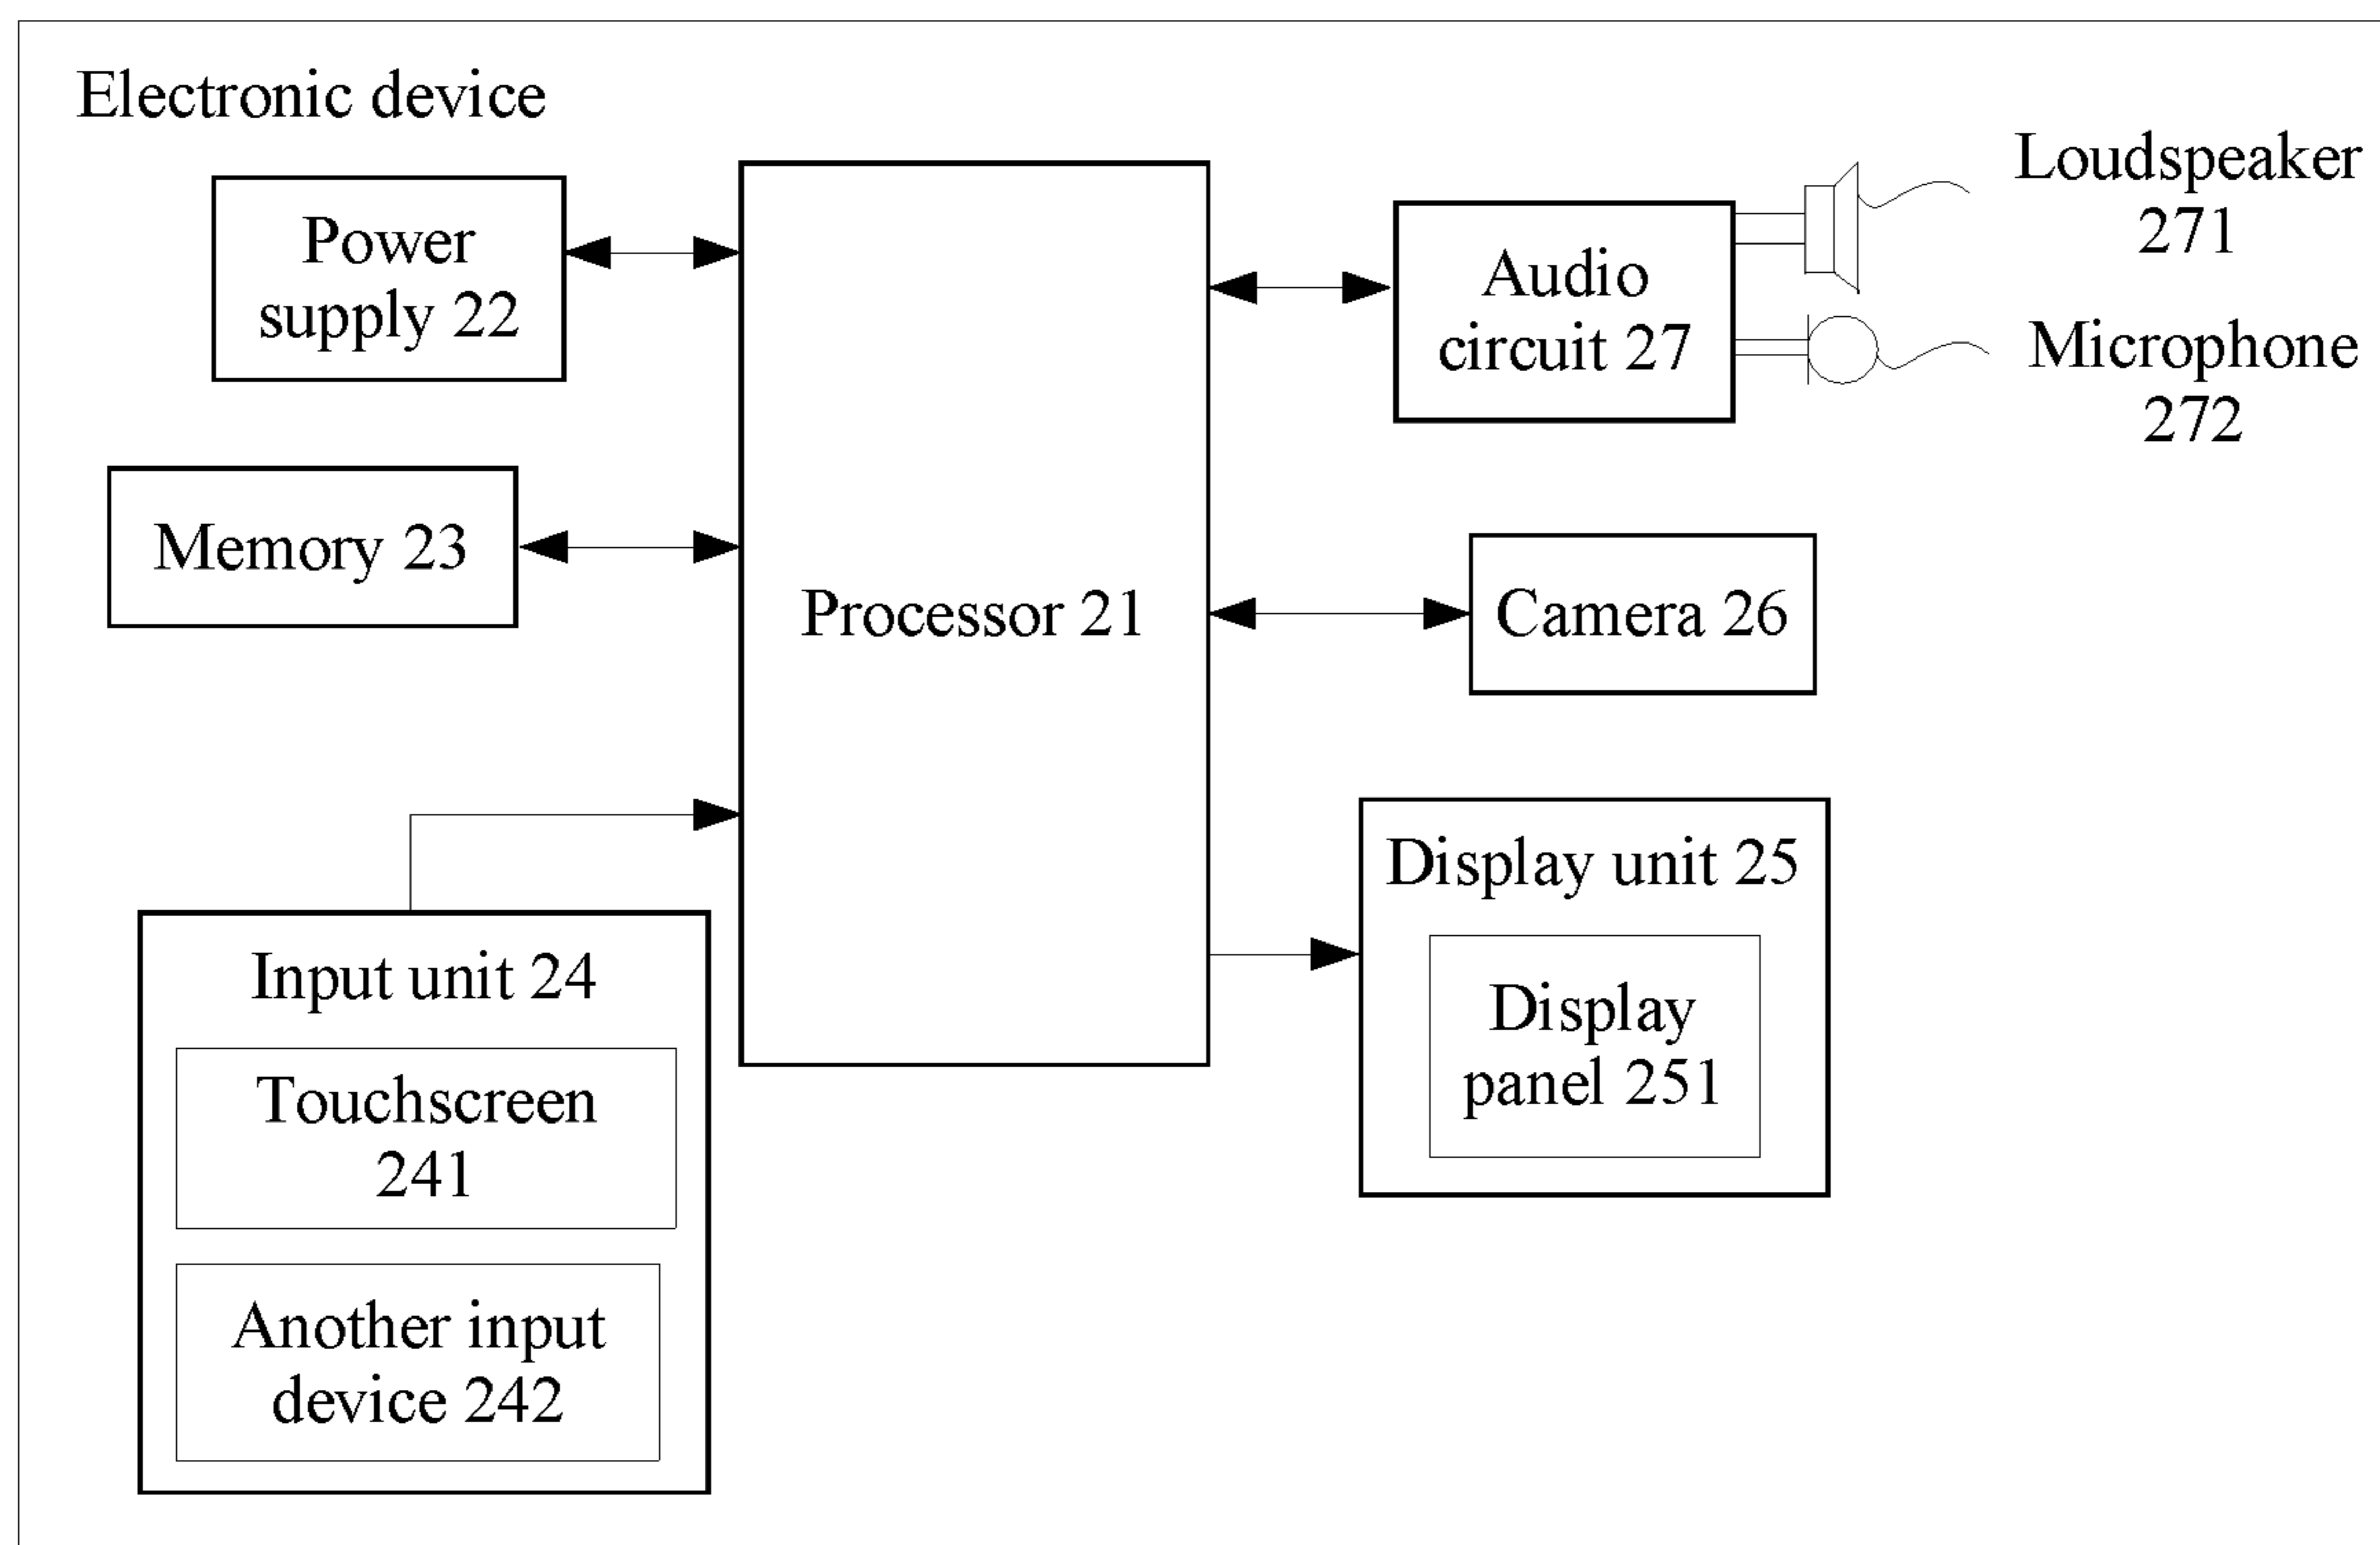 Electronic device
Power
supply 22
Memory 23
Processor 21
Input unit 24
Touchscreen
241
Another input
device 242
Audio
circuit 27
Loudspeaker
271
Microphone
272
Camera 26
Display unit 25
Display
panel 251